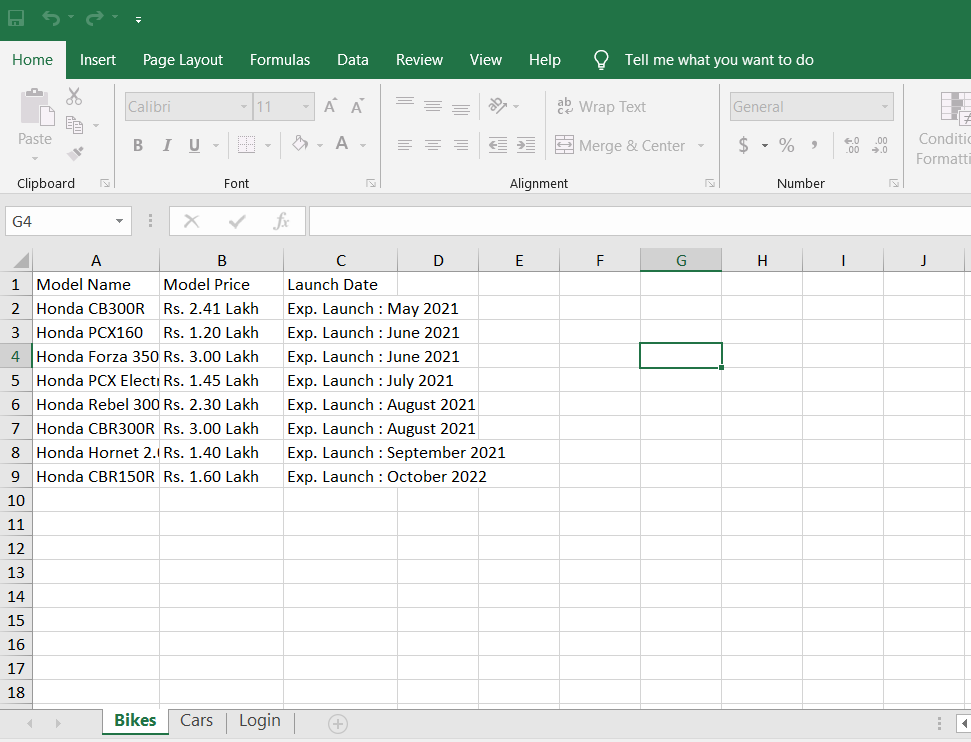 Home Insert Page Layout Formulas Data Review View Help Tell me what you want to do
Calibri 11 ab Wrap Text General
Paste B I U A Merge & Center $ % , .00 .0
Clipboard Font Alignment Number
G4 fx
A B C D E F G H I J
1 Model Name Model Price Launch Date
2 Honda CB300R Rs. 2.41 Lakh Exp. Launch : May 2021
3 Honda PCX160 Rs. 1.20 Lakh Exp. Launch : June 2021
4 Honda Forza 350 Rs. 3.00 Lakh Exp. Launch : June 2021
5 Honda PCX Electr Rs. 1.45 Lakh Exp. Launch : July 2021
6 Honda Rebel 300 Rs. 2.30 Lakh Exp. Launch : August 2021
7 Honda CBR300R Rs. 3.00 Lakh Exp. Launch : August 2021
8 Honda Hornet 2. Rs. 1.40 Lakh Exp. Launch : September 2021
9 Honda CBR150R Rs. 1.60 Lakh Exp. Launch : October 2022
10
11
12
13
14
15
16
17
18
Bikes Cars Login